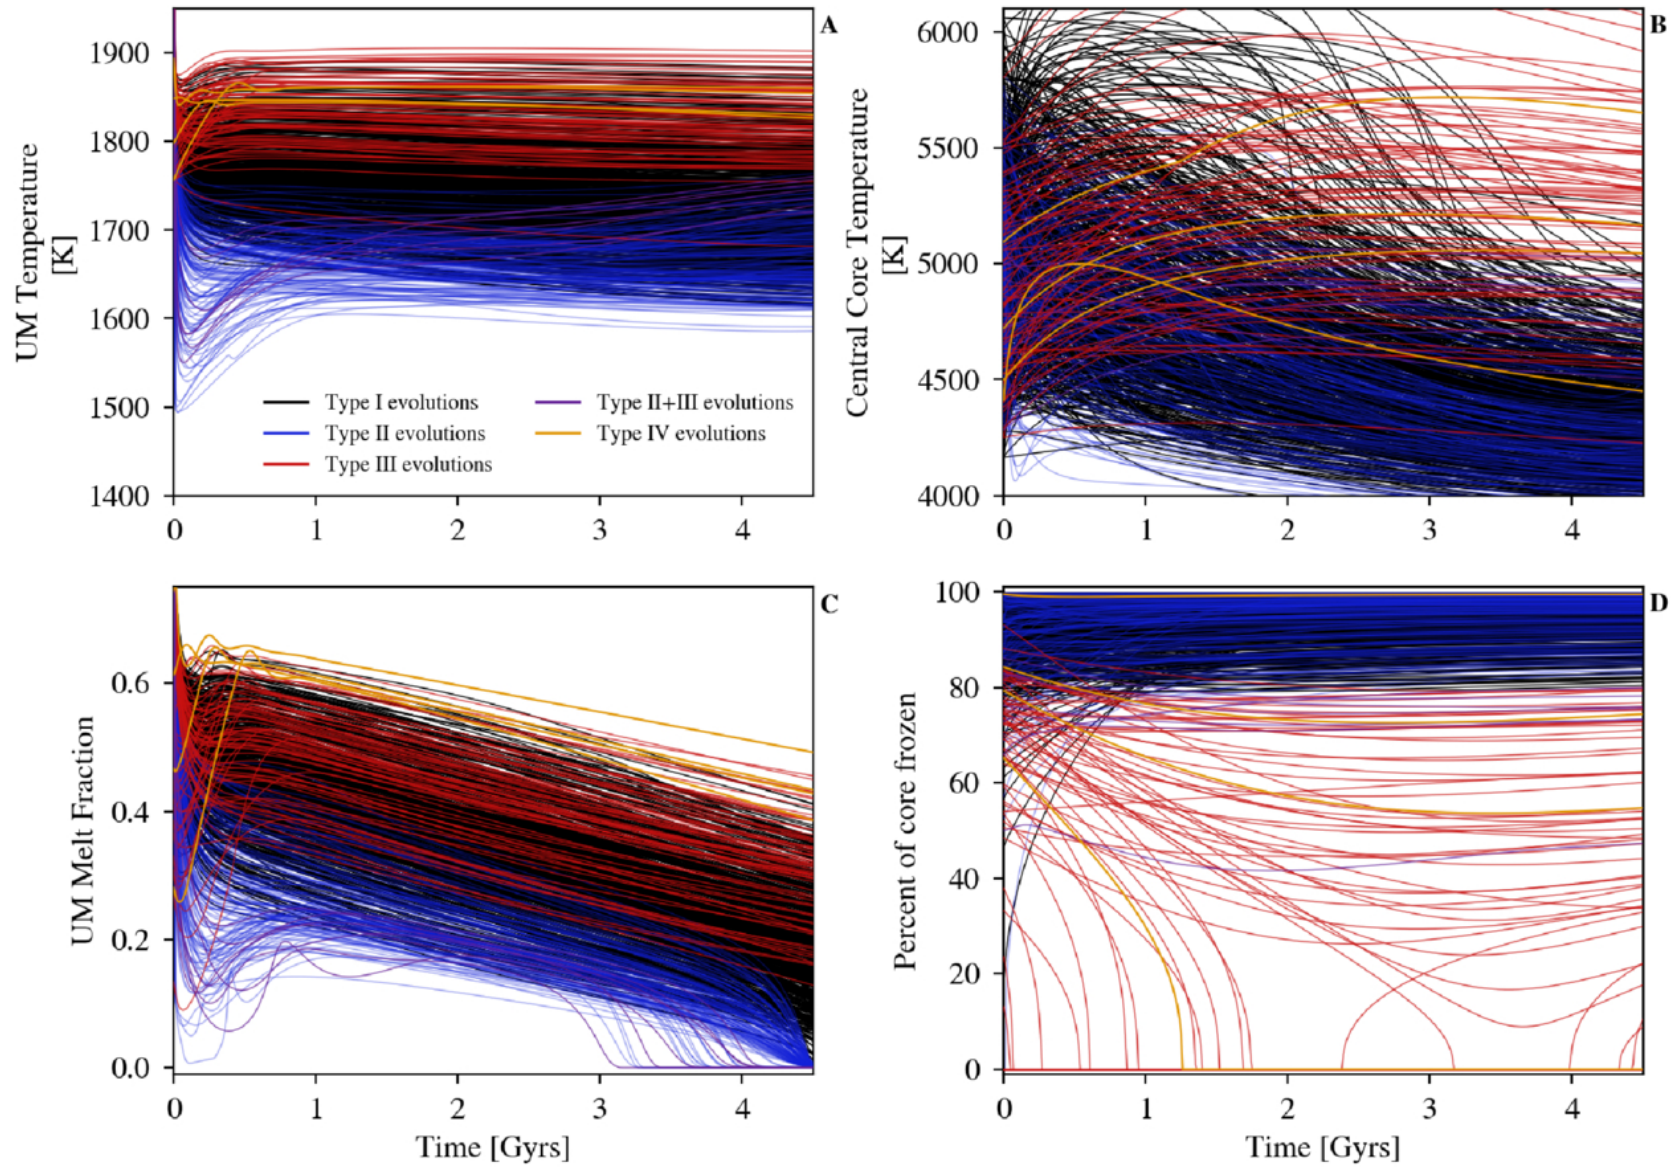 A
UM Temperature
[K]
1900
1800
1700
1600
1500
1400
0 1 2 3 4
Type I evolutions
Type II evolutions
Type III evolutions
Type II+III evolutions
Type IV evolutions
B
Central Core Temperature
[K]
6000
5500
5000
4500
4000
0 1 2 3 4
C
UM Melt Fraction
0.6
0.4
0.2
0.0
0 1 2 3 4
Time [Gyrs]
D
Percent of core frozen
100
80
60
40
20
0
0 1 2 3 4
Time [Gyrs]